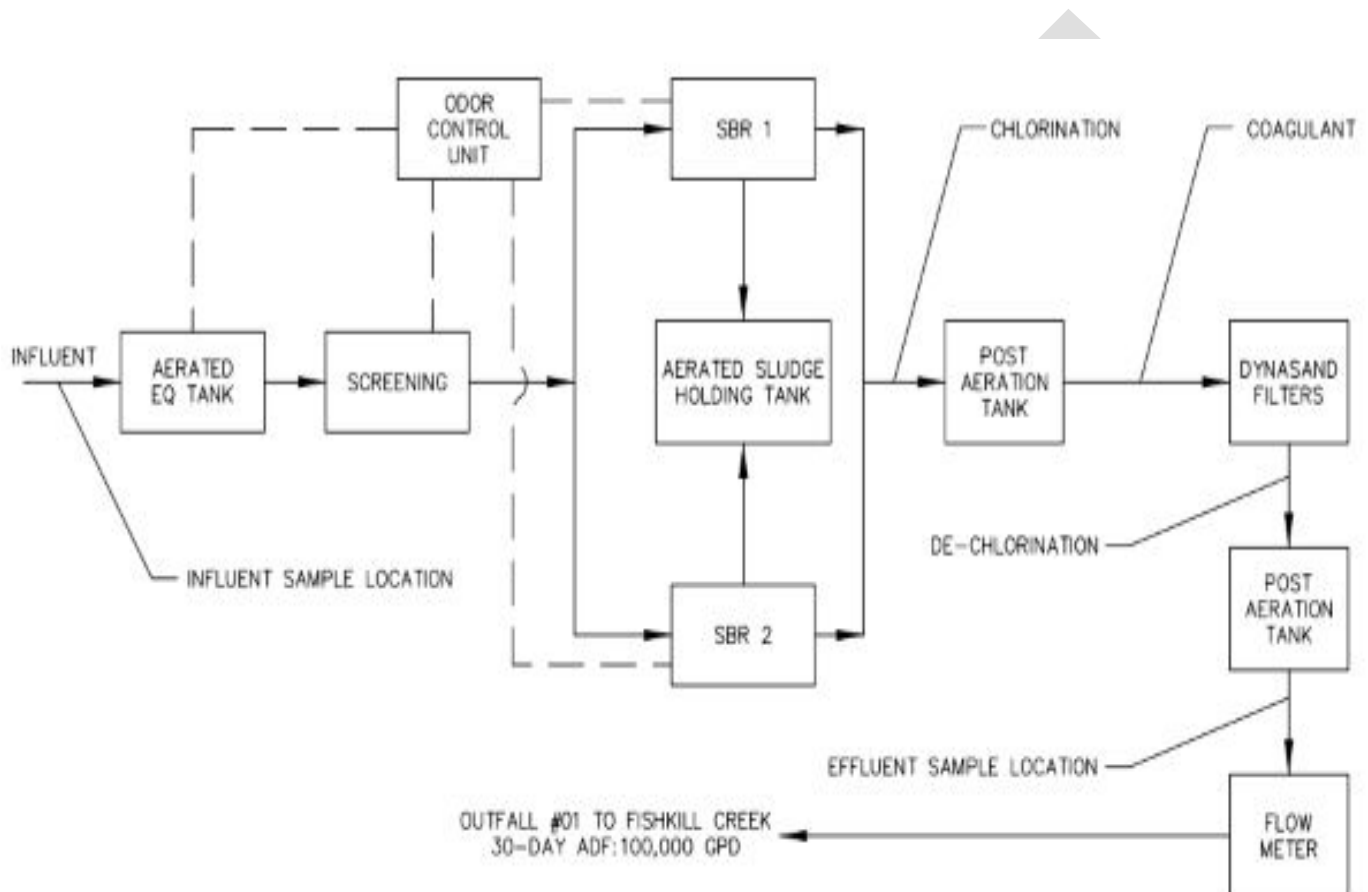 ODOR
CONTROL
UNIT
SBR 1
CHLORINATION
COAGULANT
INFLUENT
AERATED
EQ TANK
SCREENING
AERATED SLUDGE
HOLDING TANK
POST
AERATION
TANK
DYNASAND
FILTERS
DE-CHLORINATION
INFLUENT SAMPLE LOCATION
SBR 2
POST
AERATION
TANK
EFFLUENT SAMPLE LOCATION
OUTFALL #01 TO FISHKILL CREEK
30-DAY ADF:100,000 GPD
FLOW
METER